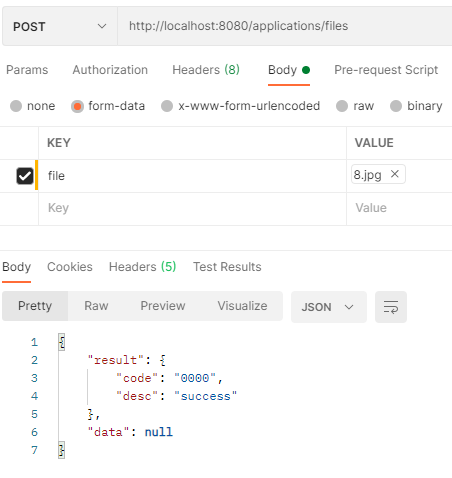 POST http://localhost:8080/applications/files
Params Authorization Headers (8) Body Pre-request Script
none form-data x-www-form-urlencoded raw binary
KEY VALUE
file 8.jpg
Key Value
Body Cookies Headers (5) Test Results
Pretty Raw Preview Visualize JSON
1 {
2 "result": {
3 "code": "0000",
4 "desc": "success"
5 },
6 "data": null
7 }